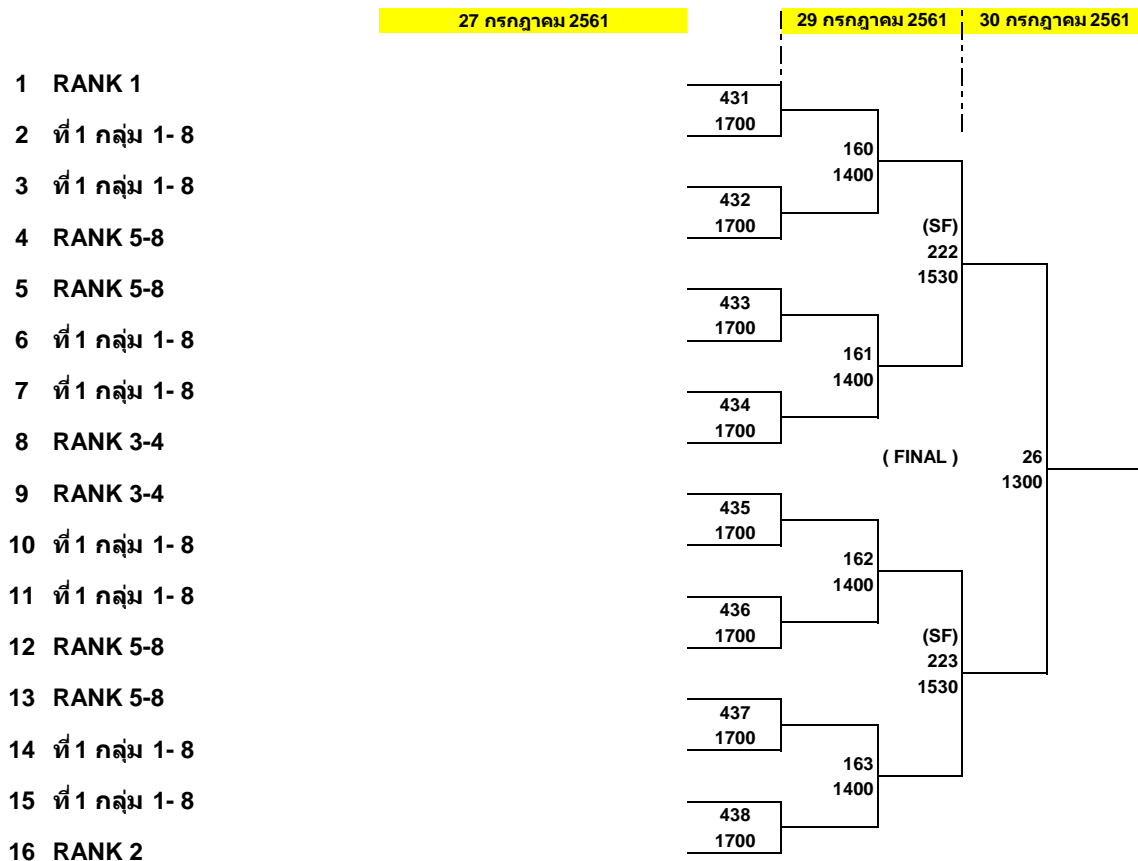 27 กรกฎาคม 2561 29 กรกฎาคม 2561 30 กรกฎาคม 2561
1 RANK 1
431
2 ที่ 1 กลุ่ม 1- 8 1700
160
3 ที่ 1 กลุ่ม 1- 8 1400
432
4 RANK 5-8 1700 (SF)
222
5 RANK 5-8 1530
433
6 ที่ 1 กลุ่ม 1- 8 1700
161
7 ที่ 1 กลุ่ม 1- 8 1400
434
8 RANK 3-4 1700
( FINAL ) 26
9 RANK 3-4 1300
435
10 ที่ 1 กลุ่ม 1- 8 1700
162
11 ที่ 1 กลุ่ม 1- 8 1400
436
12 RANK 5-8 1700 (SF)
223
13 RANK 5-8 1530
437
14 ที่ 1 กลุ่ม 1- 8 1700
163
15 ที่ 1 กลุ่ม 1- 8 1400
438
16 RANK 2 1700